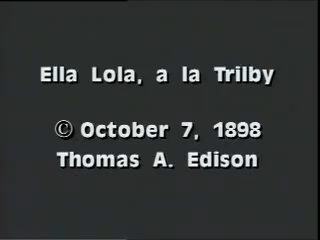 Ella Lola, a la Trilby
© October 7, 1898
Thomas A. Edison